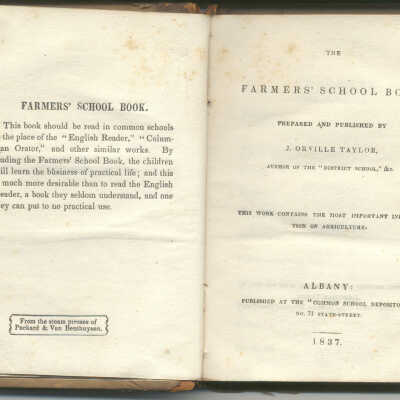 FARMERS' SCHOOL BOOK.
This book should be read in common schools
the place of the "English Reader," "Colum-
an Orator," and other similar works. By
ading the Farmers' School Book, the children
ill learn the business of practical life; and this
much more desirable than to read the English
eader, a book they seldom understand, and one
ey can put to no practical use.
From the steam presses of
Packard & Van Benthuysen.
THE
FARMERS' SCHOOL BO
PREPARED AND PUBLISHED BY
J. ORVILLE TAYLOR,
AUTHOR OF THE "DISTRICT SCHOOL," &c.
THIS WORK CONTAINS THE MOST IMPORTANT INF
TION ON AGRICULTURE.
ALBANY:
PUBLISHED AT THE "COMMON SCHOOL DEPOSITO
NO. 71 STATE-STREET.
1837.